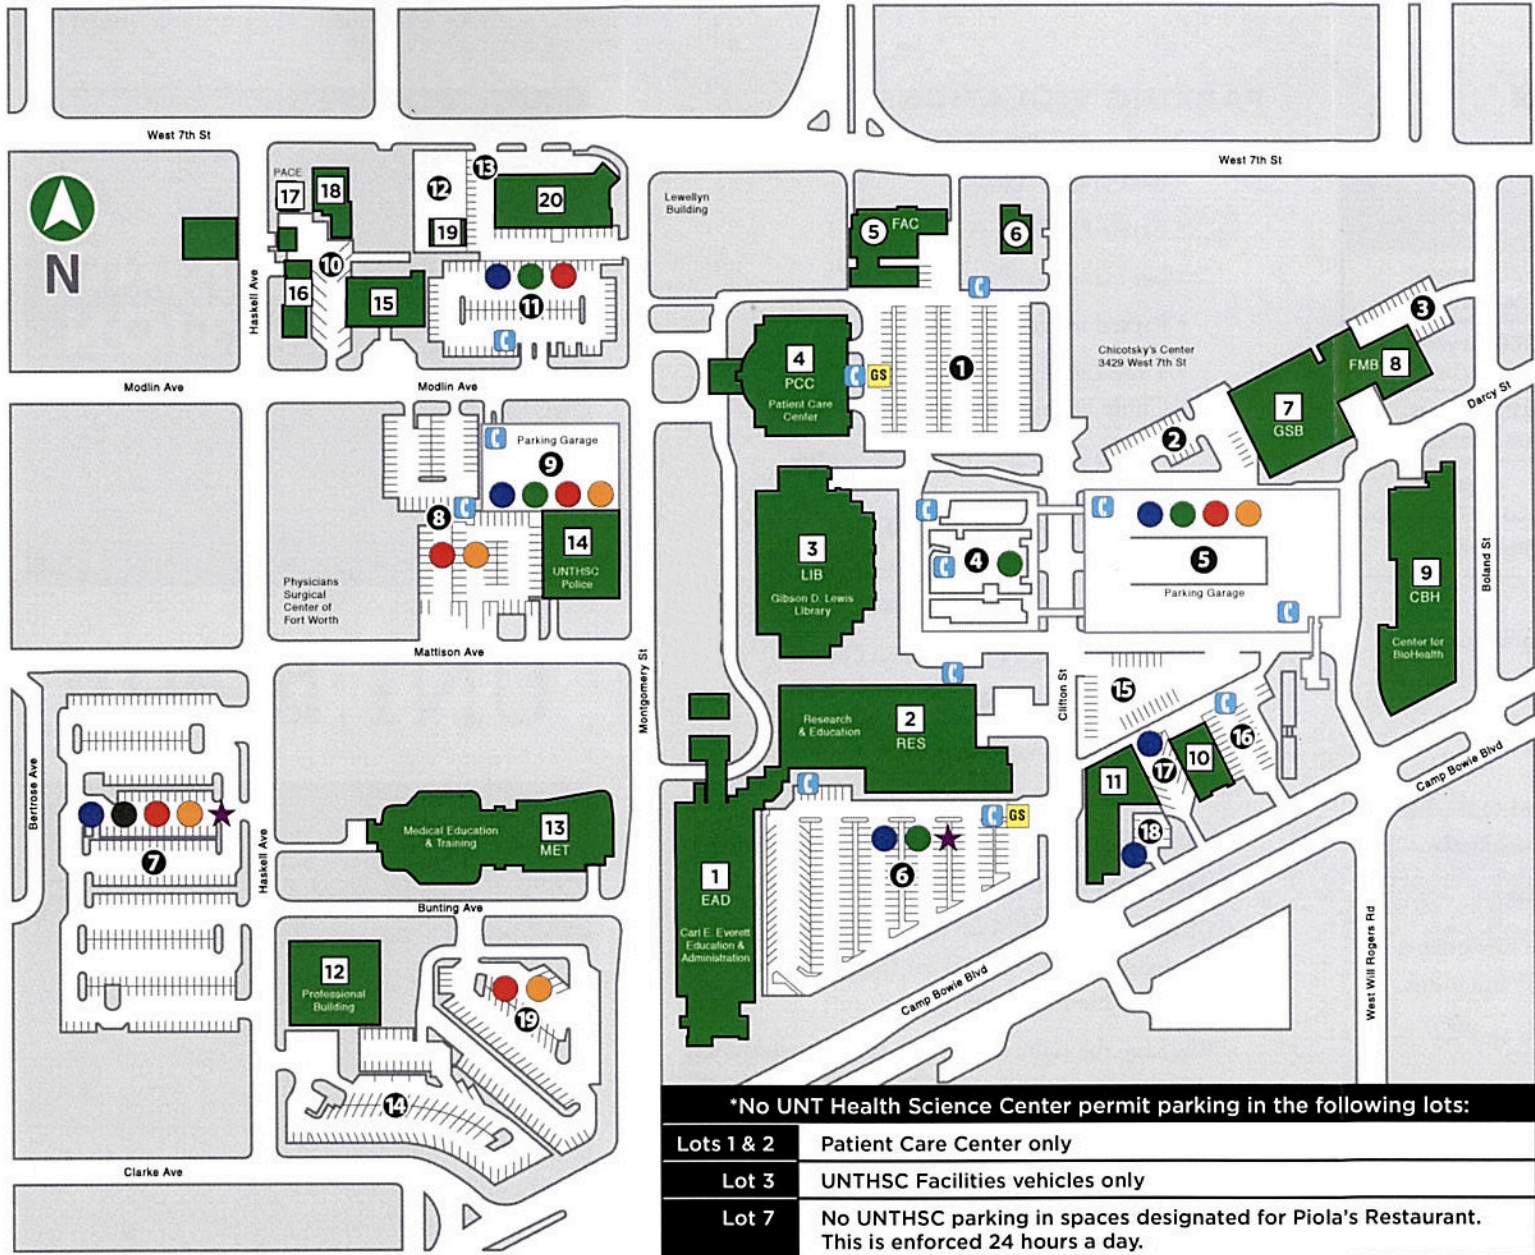 West 7th St
West 7th St
PACE
17
18
12
13
20
19
10
16
15
11
N
Haskell Ave
Lewellyn
Building
5
FAC
6
3
Chicotsky's Center
3429 West 7th St
FMB
8
4
PCC
Patient Care
Center
GS
1
7
GSB
2
Darcy St
Modlin Ave
Modlin Ave
Parking Garage
9
8
14
UNTHSC
Police
Physicians
Surgical
Center of
Fort Worth
3
LIB
Gibson D. Lewis
Library
4
5
Parking Garage
9
CBH
Center for
BioHealth
Boland St
Mattison Ave
Montgomery St
Clifton St
15
16
Research
& Education
2
RES
11
17
10
18
Camp Bowie Blvd
Bertrose Ave
7
Haskell Ave
Medical Education
& Training
13
MET
GS
6
1
EAD
Carl E. Everett
Education &
Administration
Bunting Ave
12
Professional
Building
19
14
Camp Bowie Blvd
West Will Rogers Rd
Clarke Ave
*No UNT Health Science Center permit parking in the following lots:
Lots 1 & 2 Patient Care Center only
Lot 3 UNTHSC Facilities vehicles only
Lot 7 No UNTHSC parking in spaces designated for Piola's Restaurant.
This is enforced 24 hours a day.